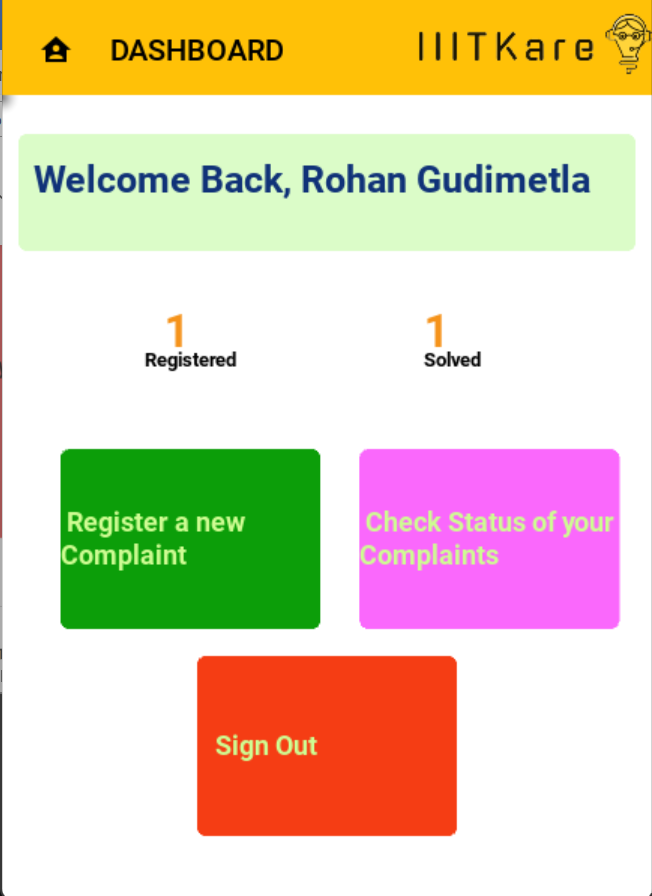 DASHBOARD
IIITKare
Welcome Back, Rohan Gudimetla
1
Registered
1
Solved
Register a new
Complaint
Check Status of your
Complaints
Sign Out